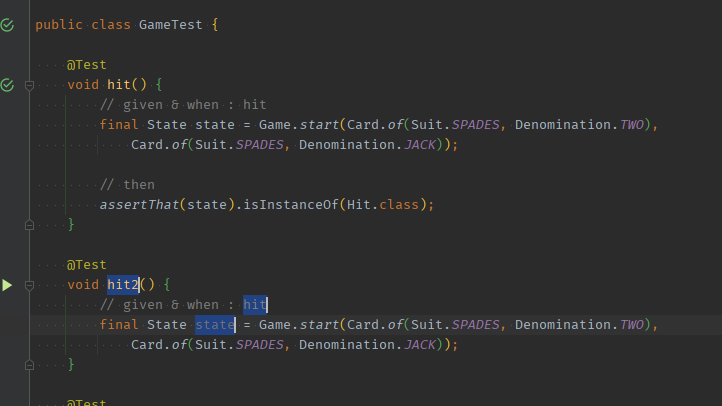 public class GameTest {
@Test
void hit() {
// given & when : hit
final State state = Game.start(Card.of(Suit.SPADES, Denomination.TWO),
Card.of(Suit.SPADES, Denomination.JACK));
// then
assertThat(state).isInstanceOf(Hit.class);
}
@Test
void hit2() {
// given & when : hit
final State state = Game.start(Card.of(Suit.SPADES, Denomination.TWO),
Card.of(Suit.SPADES, Denomination.JACK));
}
@Test